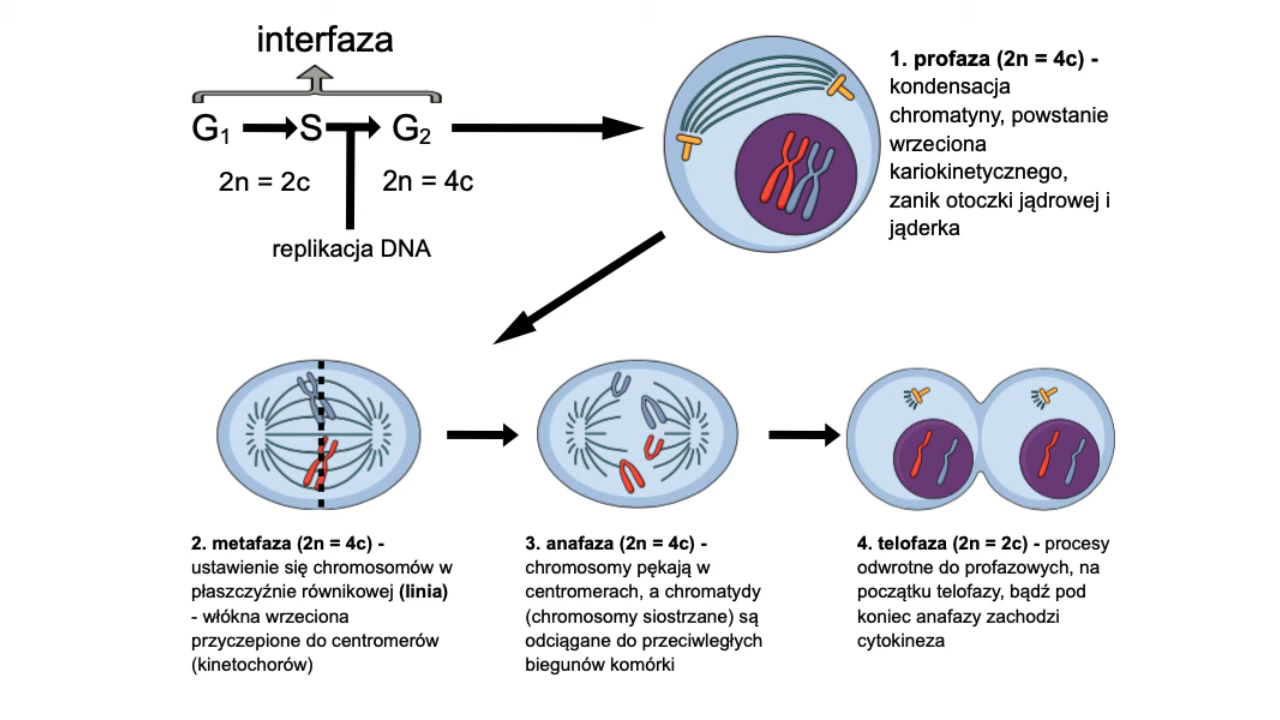 interfaza
G₁ S G₂
2n = 2c 2n = 4c
replikacja DNA
1. profaza (2n = 4c) -
kondensacja
chromatyny, powstanie
wrzeciona
kariokinetycznego,
zanik otoczki jądrowej i
jąderka
2. metafaza (2n = 4c) -
ustawienie się chromosomów w
płaszczyźnie równikowej (linia)
- włókna wrzeciona
przyczepione do centromerów
(kinetochorów)
3. anafaza (2n = 4c) -
chromosomy pękają w
centromerach, a chromatydy
(chromosomy siostrzane) są
odciągane do przeciwległych
biegunów komórki
4. telofaza (2n = 2c) - procesy
odwrotne do profazowych, na
początku telofazy, bądź pod
koniec anafazy zachodzi
cytokineza